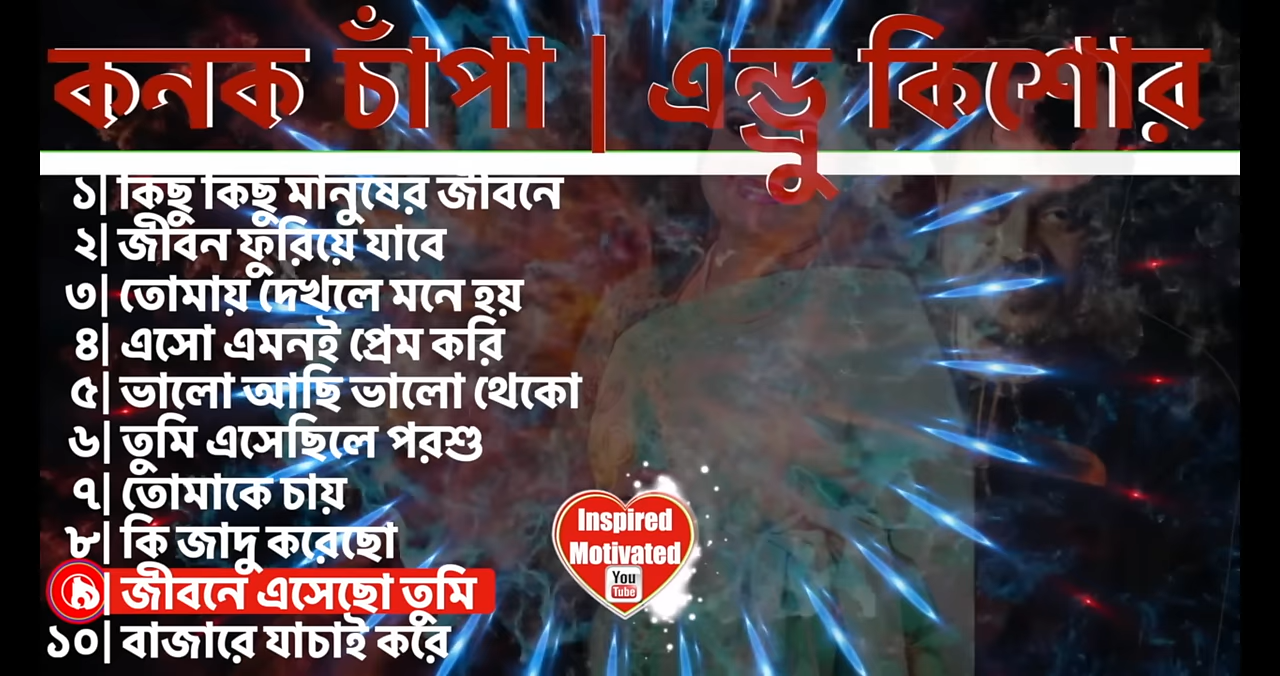 কনক চাঁপা | এন্ড্রু কিশোর
১| কিছু কিছু মানুষের জীবনে
২| জীবন ফুরিয়ে যাবে
৩| তোমায় দেখলে মনে হয়
৪| এসো এমনই প্রেম করি
৫| ভালো আছি ভালো থেকো
৬| তুমি এসেছিলে পরশু
৭| তোমাকে চায়
৮| কি জাদু করেছো
৯| জীবনে এসেছো তুমি
১০| বাজারে যাচাই করে
Inspired
Motivated
You
Tube